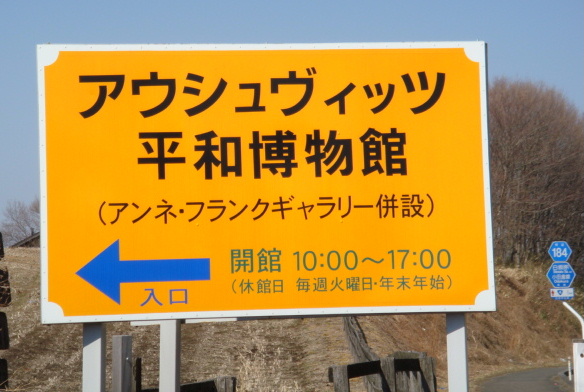 アウシュヴィッツ
平和博物館
(アンネ・フランクギャラリー併設)
開館 10:00〜17:00
(休館日 毎週火曜日・年末年始)
入口
184